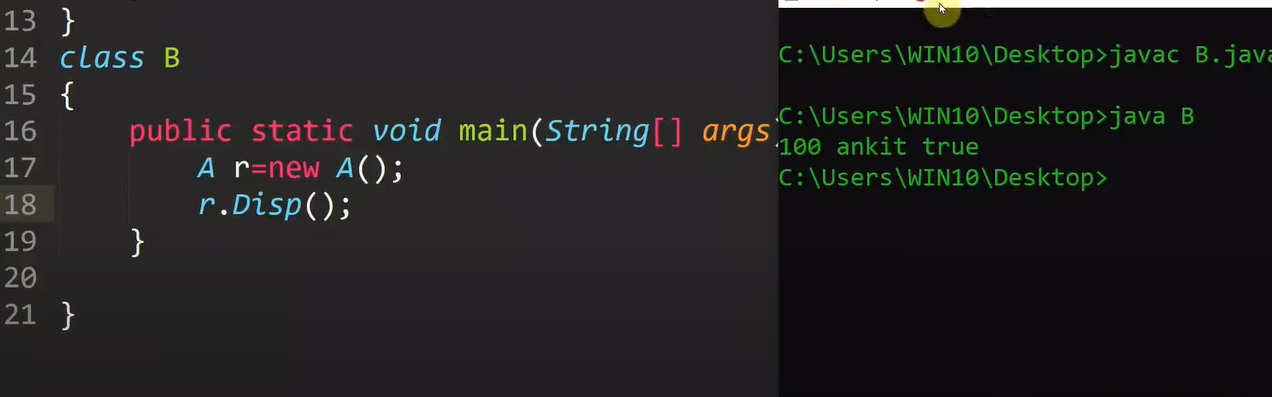 13 }
14 class B
15 {
16 public static void main(String[] args
17 A r=new A();
18 r.Disp();
19 }
20
21 }
C:\Users\WIN10\Desktop>javac B.java
C:\Users\WIN10\Desktop>java B
100 ankit true
C:\Users\WIN10\Desktop>